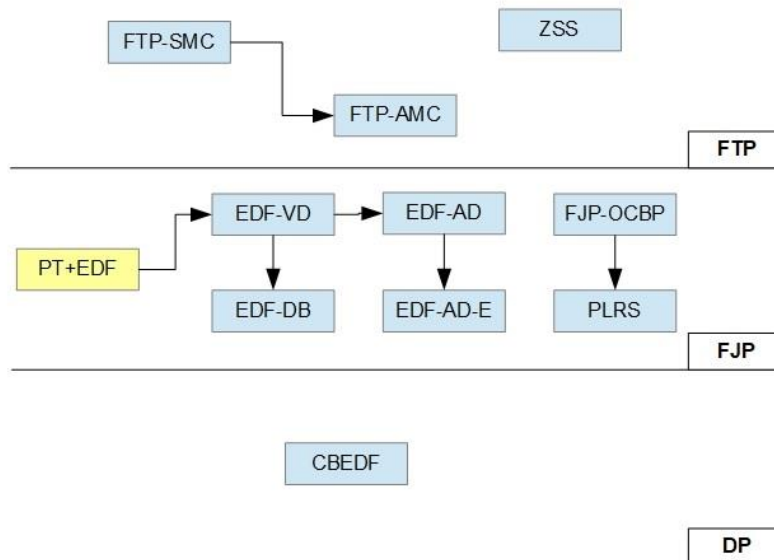 ZSS
FTP-SMC
FTP-AMC
FTP
EDF-VD
EDF-AD
FJP-OCBP
PT+EDF
EDF-DB
EDF-AD-E
PLRS
FJP
CBEDF
DP